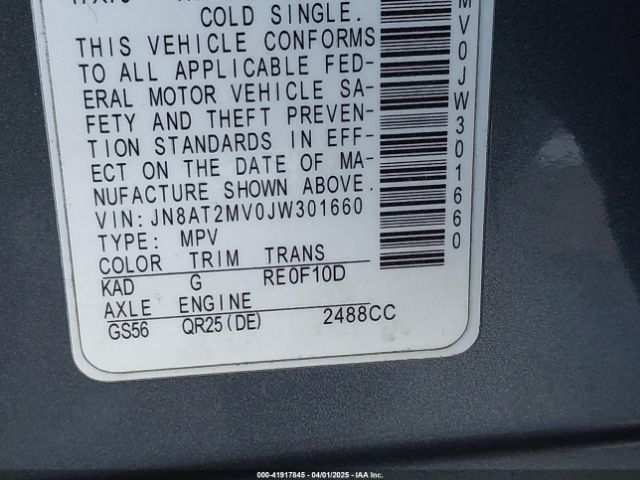 COLD SINGLE.
THIS VEHICLE CONFORMS
TO ALL APPLICABLE FED-
ERAL MOTOR VEHICLE SA-
FETY AND THEFT PREVEN-
TION STANDARDS IN EFF-
ECT ON THE DATE OF MA-
NUFACTURE SHOWN ABOVE.
VIN: JN8AT2MV0JW301660
TYPE: MPV
COLOR TRIM TRANS
KAD G RE0F10D
AXLE ENGINE
GS56 QR25(DE) 2488CC
MV0JW301660
000-41917845 - 04/01/2025 - IAA, Inc.